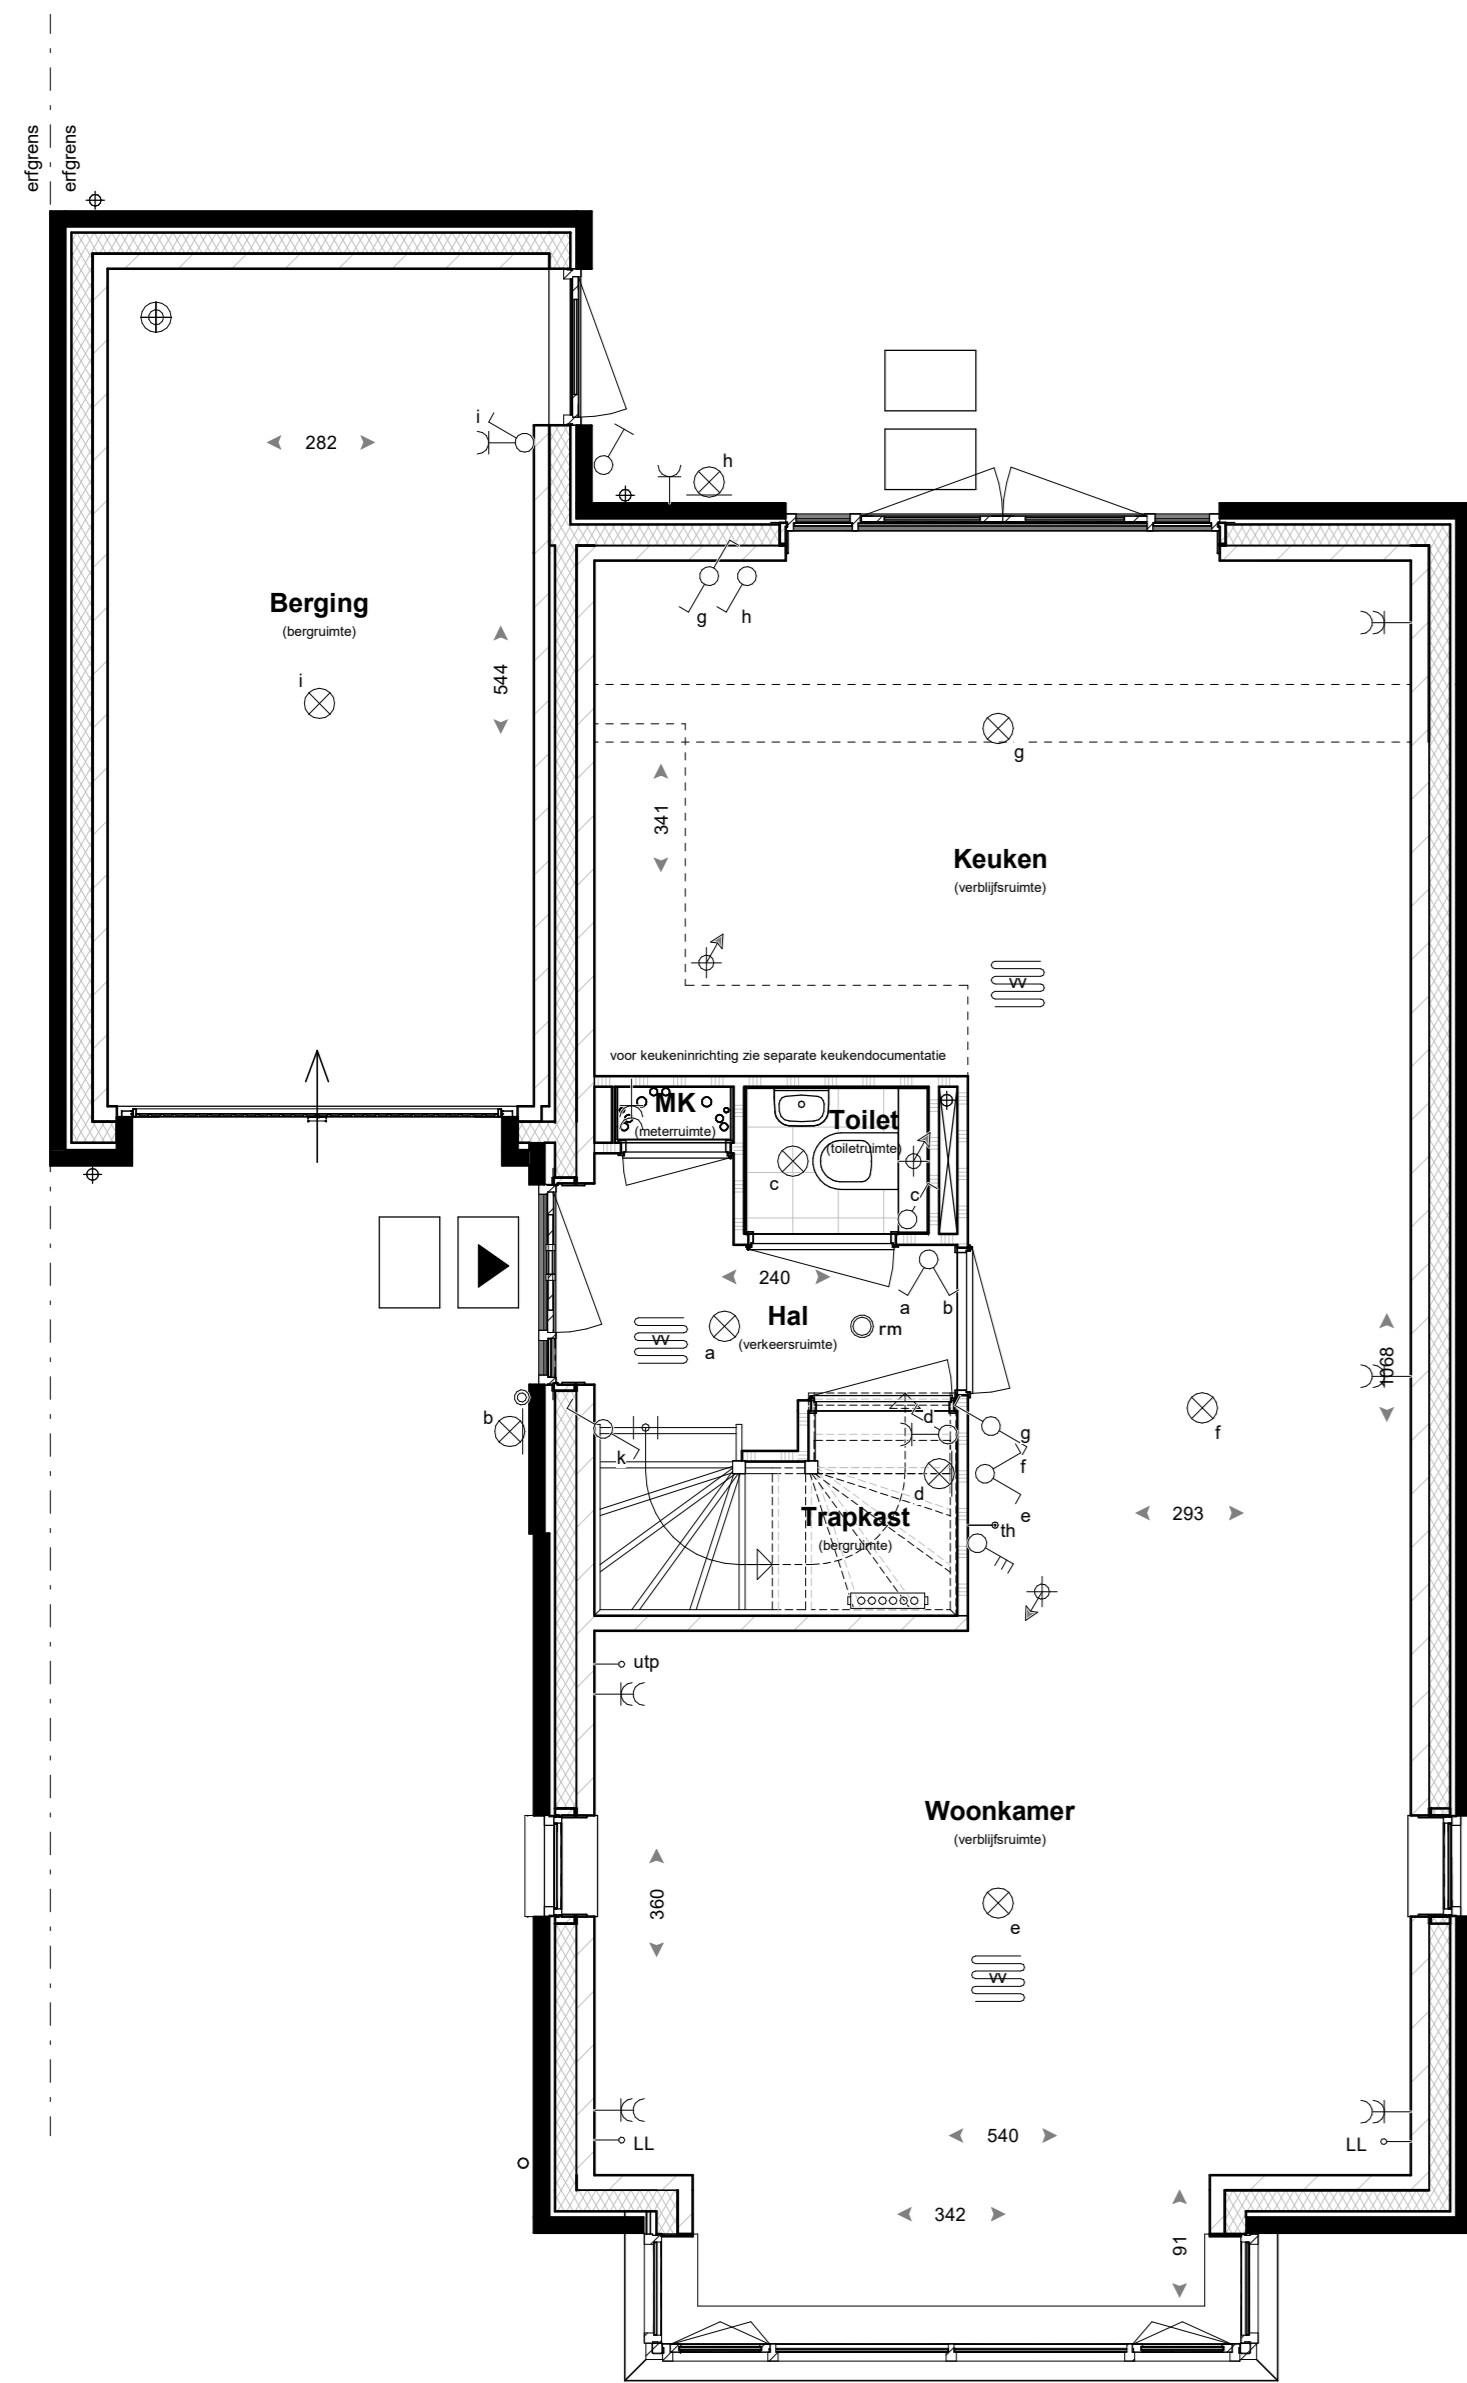 erfgrens
erfgrens
i
282
h
Berging
(bergruimte)
g
h
i
544
g
341
Keuken
(verblijfsruimte)
VV
voor keukeninrichting zie separate keukendocumentatie
MK
(meterruimte)
Toilet
(toiletruimte)
c
c
240
a
b
Hal
(verkeersruimte)
VV
a
rm
1068
b
k
d
g
f
f
d
e
Trapkast
(bergruimte)
th
293
utp
Woonkamer
(verblijfsruimte)
360
e
VV
LL
LL
540
342
91